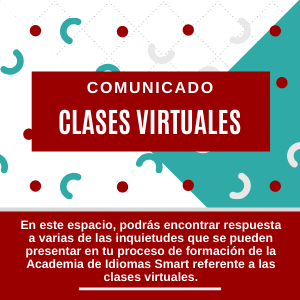 COMUNICADO
CLASES VIRTUALES
En este espacio, podrás encontrar respuesta
a varias de las inquietudes que se pueden
presentar en tu proceso de formación de la
Academia de Idiomas Smart referente a las
clases virtuales.